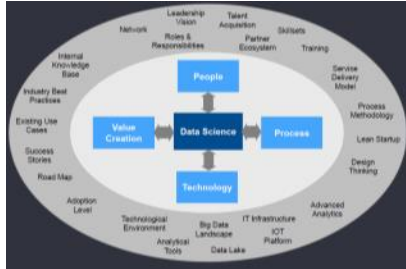 Leadership
Vision
Talent
Acquisition
Network
Roles &
Responsibilities
Partner
Ecosystem
Skillsets
Training
Internal
Knowledge
Base
People
Service
Delivery
Model
Industry Best
Practices
Process
Methodology
Existing Use
Cases
Value
Creation
Data Science
Process
Lean Startup
Success
Stories
Design
Thinking
Road Map
Technology
Adoption
Level
Advanced
Analytics
Technological
Environment
Big Data
Landscape
IT Infrastructure
Analytical
Tools
Data Lake
IOT
Platform